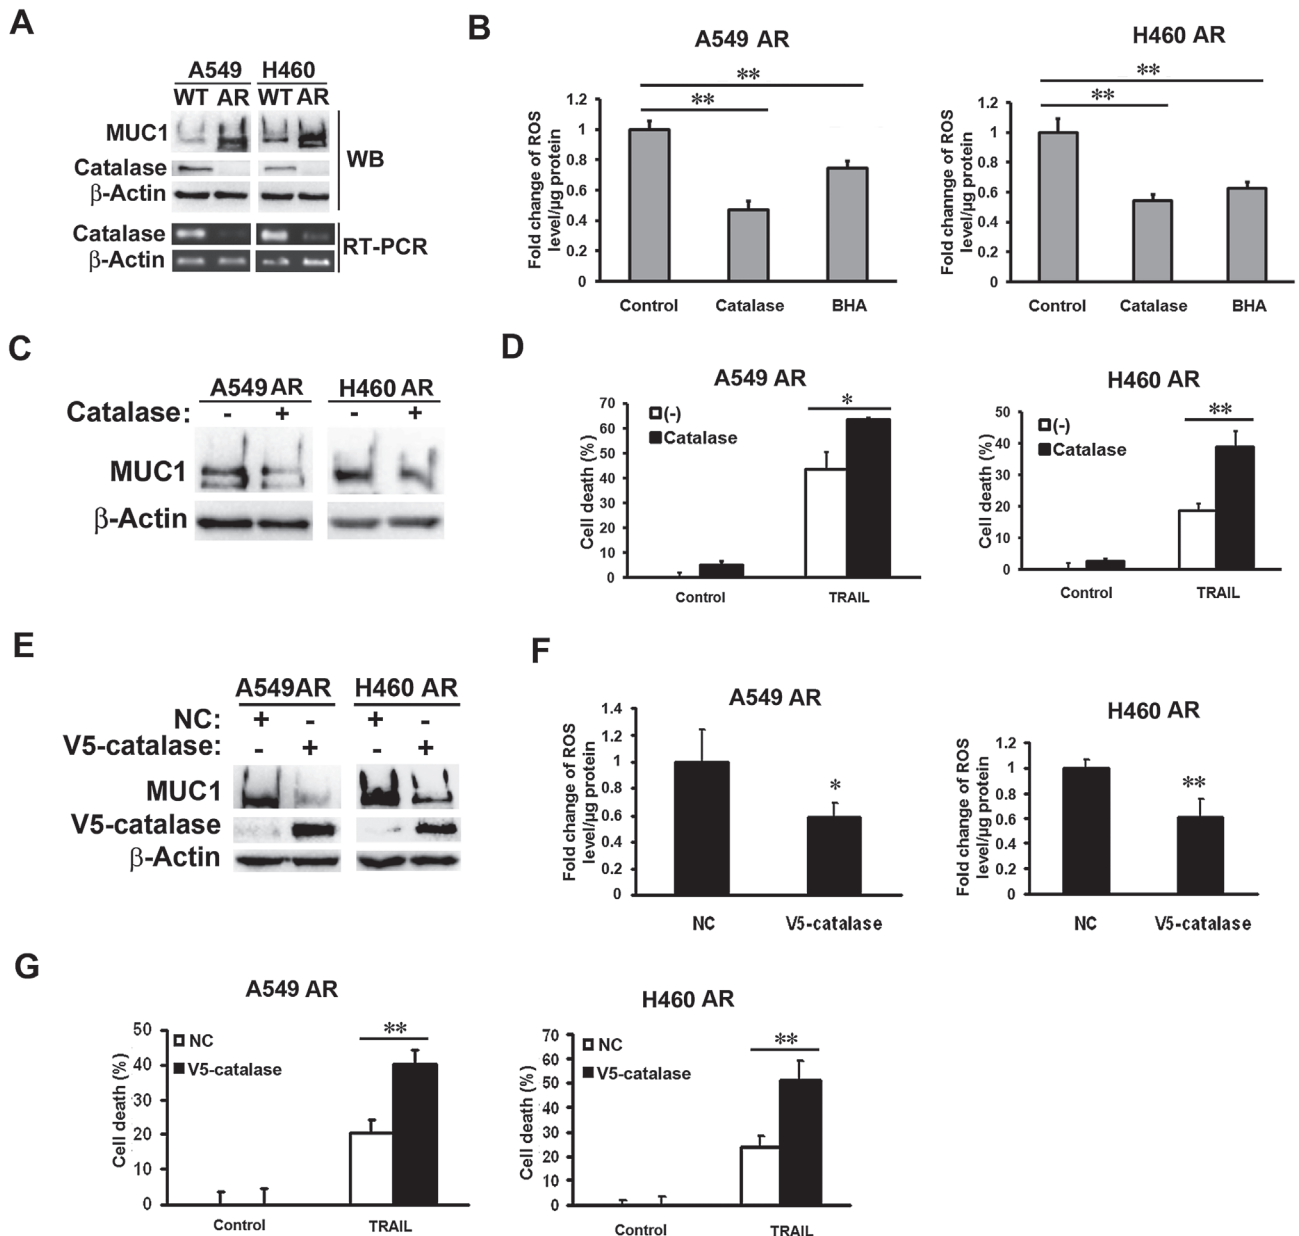 A
A549 H460
WT AR WT AR
MUC1
Catalase
β-Actin
WB
Catalase
β-Actin
RT-PCR
B
A549 AR
**
**
Fold change of ROS
level/μg protein
1.2
1
0.8
0.6
0.4
0.2
0
Control Catalase BHA
H460 AR
**
**
Fold channge of ROS
level/μg protein
1.2
1
0.8
0.6
0.4
0.2
0
Control Catalase BHA
C
A549 AR H460 AR
Catalase: - + - +
MUC1
β-Actin
D
A549 AR
(-)
Catalase
*
Cell death (%)
70
60
50
40
30
20
10
0
Control TRAIL
H460 AR
(-)
Catalase
**
Cell death (%)
50
40
30
20
10
0
Control TRAIL
E
A549AR H460 AR
NC: + - + -
V5-catalase: - + - +
MUC1
V5-catalase
β-Actin
F
A549 AR
*
Fold change of ROS
level/μg protein
1.4
1.2
1
0.8
0.6
0.4
0.2
0
NC V5-catalase
H460 AR
**
Fold change of ROS
level/μg protein
1.2
1
0.8
0.6
0.4
0.2
0
NC V5-catalase
G
A549 AR
NC
V5-catalase
**
Cell death (%)
50
40
30
20
10
0
Control TRAIL
H460 AR
NC
V5-catalase
**
Cell death (%)
70
60
50
40
30
20
10
0
Control TRAIL